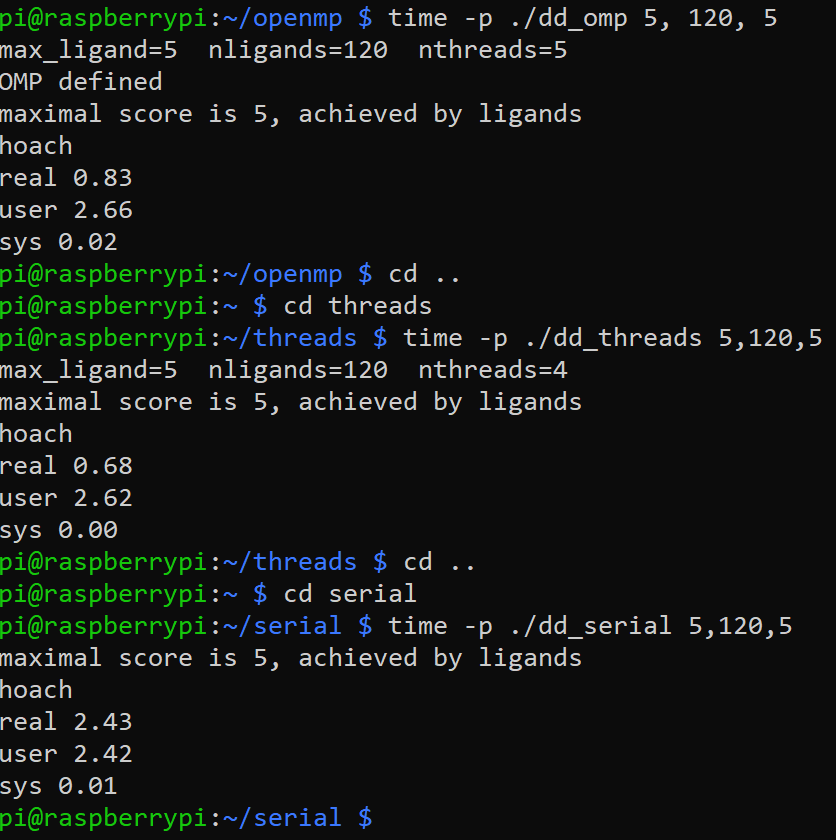 pi@raspberrypi:~/openmp $ time -p ./dd_omp 5, 120, 5
max_ligand=5  nligands=120  nthreads=5
OMP defined
maximal score is 5, achieved by ligands
hoach
real 0.83
user 2.66
sys 0.02
pi@raspberrypi:~/openmp $ cd ..
pi@raspberrypi:~ $ cd threads
pi@raspberrypi:~/threads $ time -p ./dd_threads 5,120,5
max_ligand=5  nligands=120  nthreads=4
maximal score is 5, achieved by ligands
hoach
real 0.68
user 2.62
sys 0.00
pi@raspberrypi:~/threads $ cd ..
pi@raspberrypi:~ $ cd serial
pi@raspberrypi:~/serial $ time -p ./dd_serial 5,120,5
maximal score is 5, achieved by ligands
hoach
real 2.43
user 2.42
sys 0.01
pi@raspberrypi:~/serial $